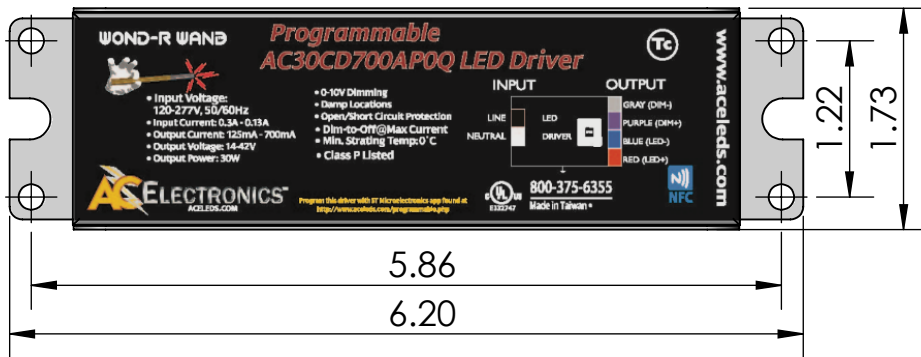 WOND-R WAND
Programmable
AC30CD700AP0Q LED Driver
Tc
www.aceleds.com
• Input Voltage:
120-277V, 50/60Hz
• Input Current: 0.3A - 0.13A
• Output Current: 125mA - 700mA
• Output Voltage: 14-42V
• Output Power: 30W
• 0-10V Dimming
• Damp Locations
• Open/Short Circuit Protection
• Dim-to-Off@Max Current
• Min. Strating Temp: 0˚C
• Class P Listed
INPUT
OUTPUT
LINE
NEUTRAL
LED
DRIVER
GRAY (DIM-)
PURPLE (DIM+)
BLUE (LED-)
RED (LED+)
AC ELECTRONICS
ACELEDS.COM
Program this driver with ST Microelectronics app found at
http://www.aceleds.com/programmable.php
c UL us
E332747
800-375-6355
Made in Taiwan •
N
NFC
1.22
1.73
5.86
6.20